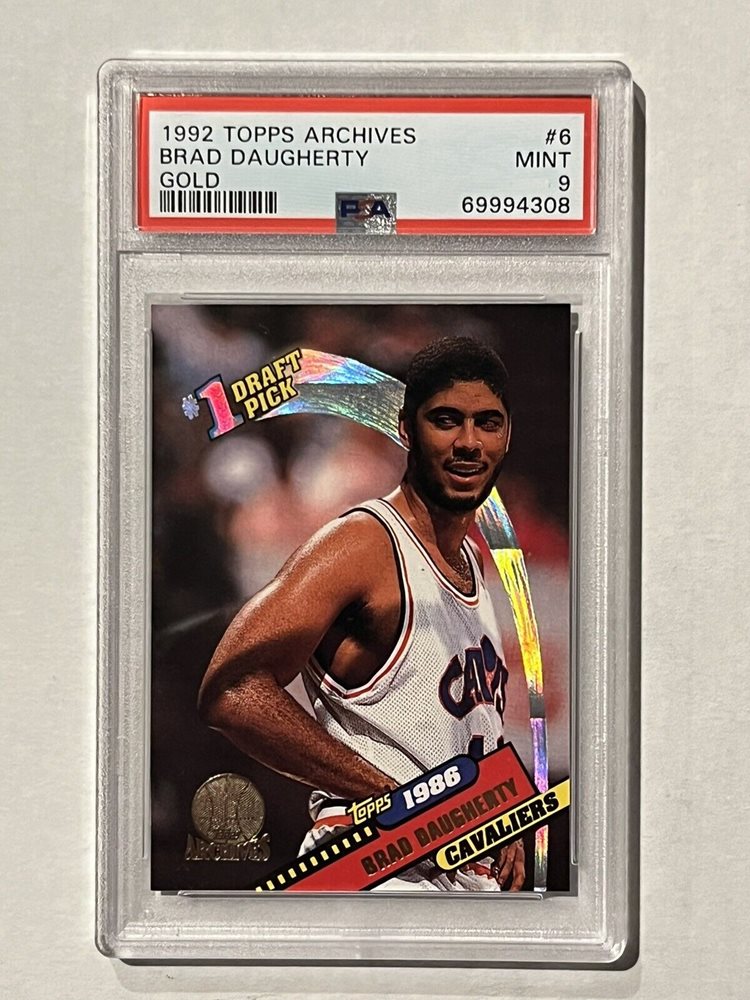 1992 TOPPS ARCHIVES #6
BRAD DAUGHERTY MINT
GOLD 9
PSA 69994308
#1 DRAFT
PICK
CAVS
TOPPS 1986
BRAD DAUGHERTY
CAVALIERS
ARCHIVES